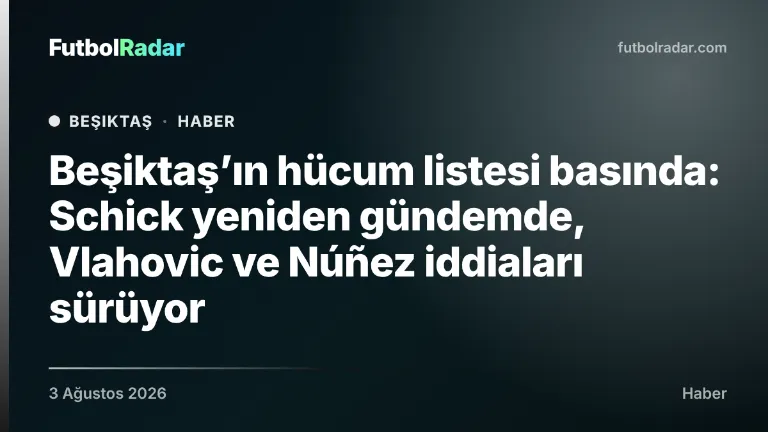 FutbolRadar
futbolradar.com
BEŞİKTAŞ · HABER
Beşiktaş’ın hücum listesi basında:
Schick yeniden gündemde,
Vlahovic ve Núñez iddiaları
sürüyor
3 Ağustos 2026
Haber